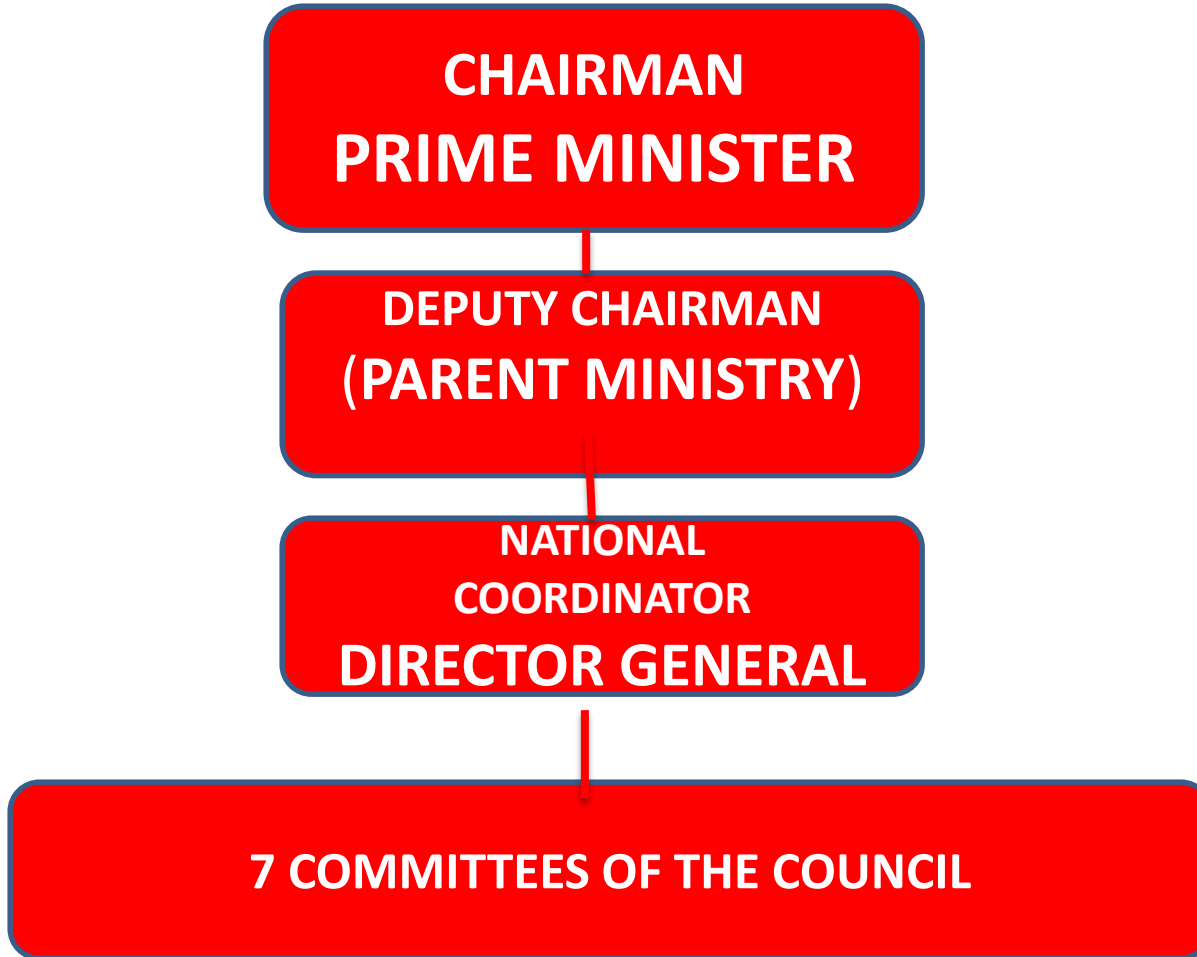 CHAIRMAN
PRIME MINISTER
DEPUTY CHAIRMAN
(PARENT MINISTRY)
NATIONAL
COORDINATOR
DIRECTOR GENERAL
7 COMMITTEES OF THE COUNCIL